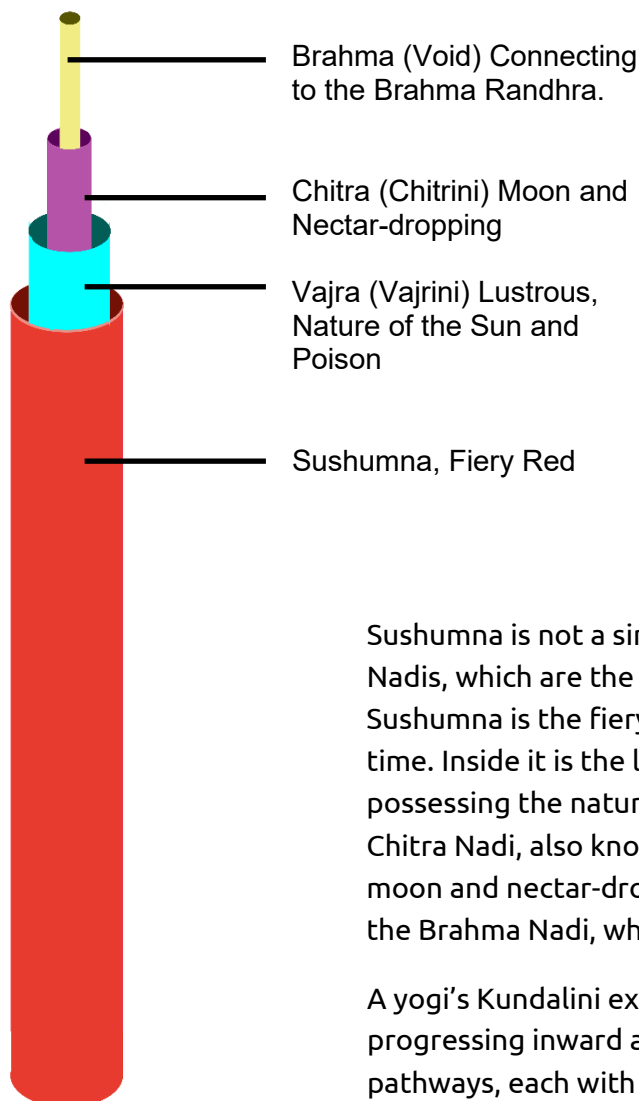 Brahma (Void) Connecting
to the Brahma Randhra.
Chitra (Chitrini) Moon and
Nectar-dropping
Vajra (Vajrini) Lustrous,
Nature of the Sun and
Poison
Sushumna, Fiery Red
Sushumna is not a
Nadis, which are the
Sushumna is the fiery
time. Inside it is the
possessing the natur
Chitra Nadi, also kno
moon and nectar-dro
the Brahma Nadi, wh
A yogi’s Kundalini ex
progressing inward a
pathways, each with